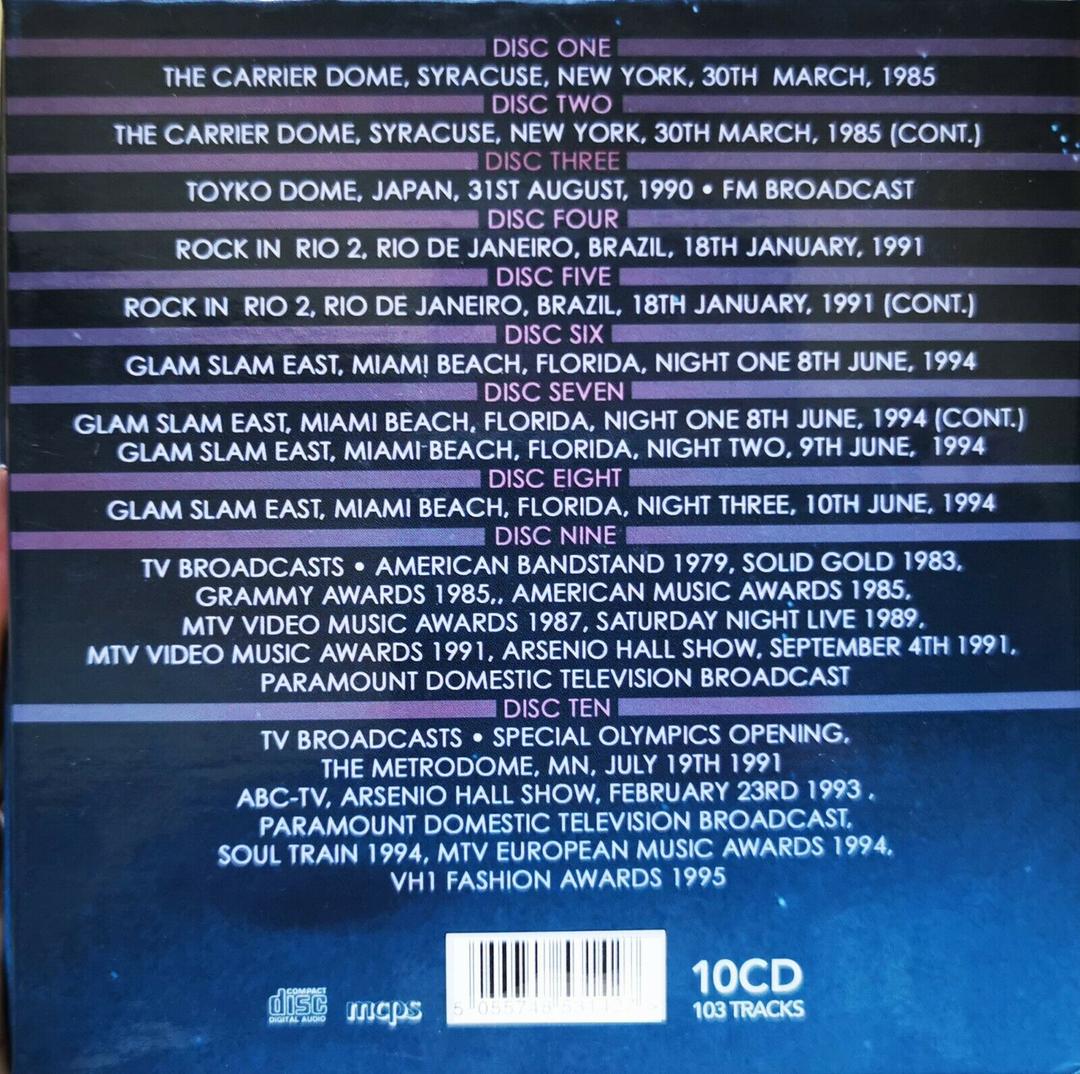 DISC ONE
THE CARRIER DOME, SYRACUSE, NEW YORK, 30TH MARCH, 1985
DISC TWO
THE CARRIER DOME, SYRACUSE, NEW YORK, 30TH MARCH, 1985 (CONT.)
DISC THREE
TOYKO DOME, JAPAN, 31ST AUGUST, 1990 • FM BROADCAST
DISC FOUR
ROCK IN RIO 2, RIO DE JANEIRO, BRAZIL, 18TH JANUARY, 1991
DISC FIVE
ROCK IN RIO 2, RIO DE JANEIRO, BRAZIL, 18TH JANUARY, 1991 (CONT.)
DISC SIX
GLAM SLAM EAST, MIAMI BEACH, FLORIDA, NIGHT ONE 8TH JUNE, 1994
DISC SEVEN
GLAM SLAM EAST, MIAMI BEACH, FLORIDA, NIGHT ONE 8TH JUNE, 1994 (CONT.)
GLAM SLAM EAST, MIAMI BEACH, FLORIDA, NIGHT TWO, 9TH JUNE, 1994
DISC EIGHT
GLAM SLAM EAST, MIAMI BEACH, FLORIDA, NIGHT THREE, 10TH JUNE, 1994
DISC NINE
TV BROADCASTS • AMERICAN BANDSTAND 1979, SOLID GOLD 1983,
GRAMMY AWARDS 1985,, AMERICAN MUSIC AWARDS 1985,
MTV VIDEO MUSIC AWARDS 1987, SATURDAY NIGHT LIVE 1989,
MTV VIDEO MUSIC AWARDS 1991, ARSENIO HALL SHOW, SEPTEMBER 4TH 1991,
PARAMOUNT DOMESTIC TELEVISION BROADCAST
DISC TEN
TV BROADCASTS • SPECIAL OLYMPICS OPENING,
THE METRODOME, MN, JULY 19TH 1991
ABC-TV, ARSENIO HALL SHOW, FEBRUARY 23RD 1993 ,
PARAMOUNT DOMESTIC TELEVISION BROADCAST,
SOUL TRAIN 1994, MTV EUROPEAN MUSIC AWARDS 1994,
VH1 FASHION AWARDS 1995
COMPACT
disc
DIGITAL AUDIO
mcps
10CD
103 TRACKS